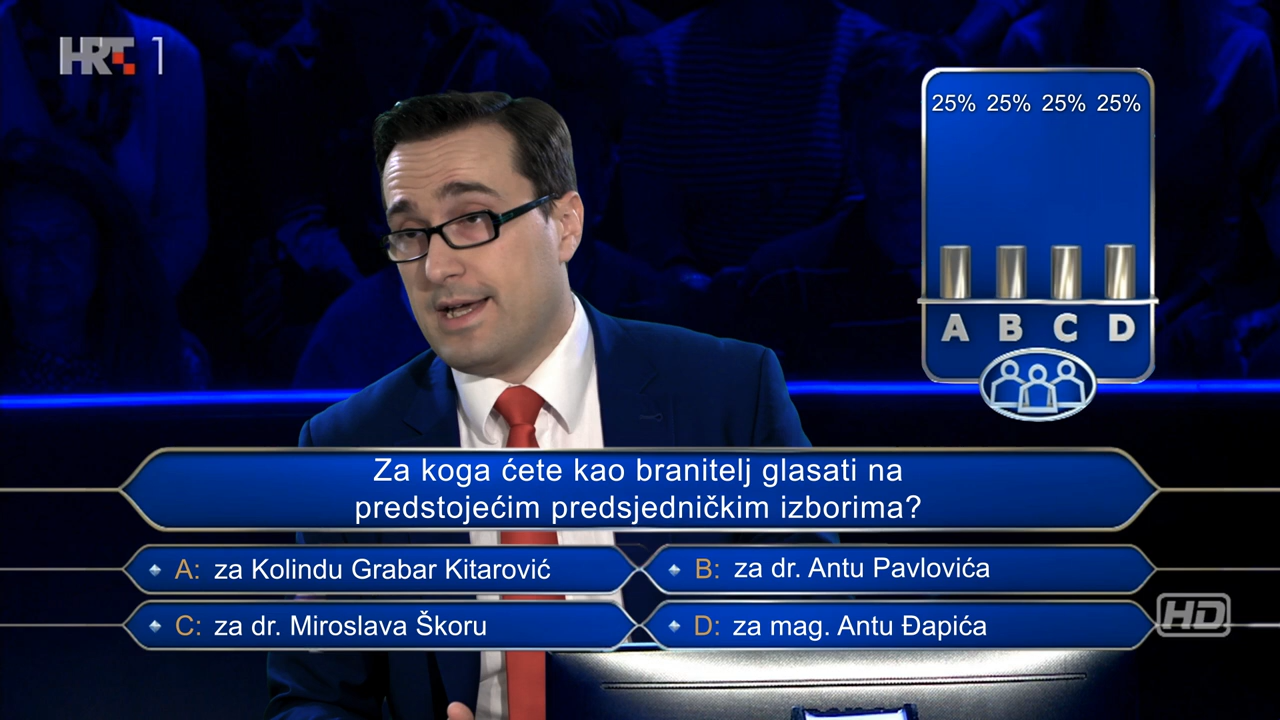 HRT 1
25% 25% 25% 25%
A B C D
Za koga ćete kao branitelj glasati na
predstojećim predsjedničkim izborima?
A: za Kolindu Grabar Kitarović
B: za dr. Antu Pavlovića
C: za dr. Miroslava Škoru
D: za mag. Antu Đapića
HD